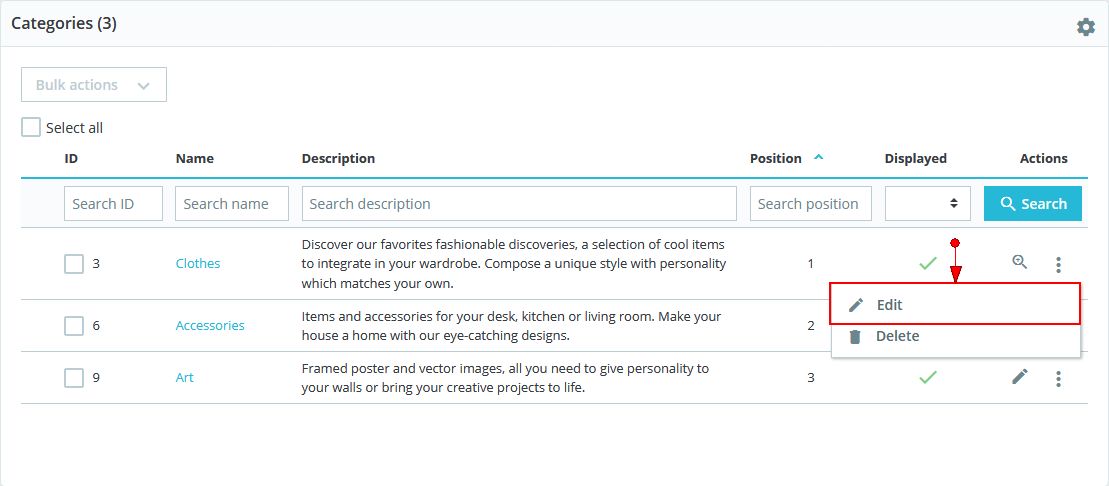 Categories (3)
Bulk actions
Select all
ID Name Description Position Displayed Actions
Search ID Search name Search description Search position Search
Discover our favorites fashionable discoveries, a selection of cool items
3 Clothes to integrate in your wardrobe. Compose a unique style with personality 1
which matches your own.
Edit
Items and accessories for your desk, kitchen or living room. Make your
6 Accessories 2
house a home with our eye-catching designs.
Delete
Framed poster and vector images, all you need to give personality to
9 Art 3
your walls or bring your creative projects to life.